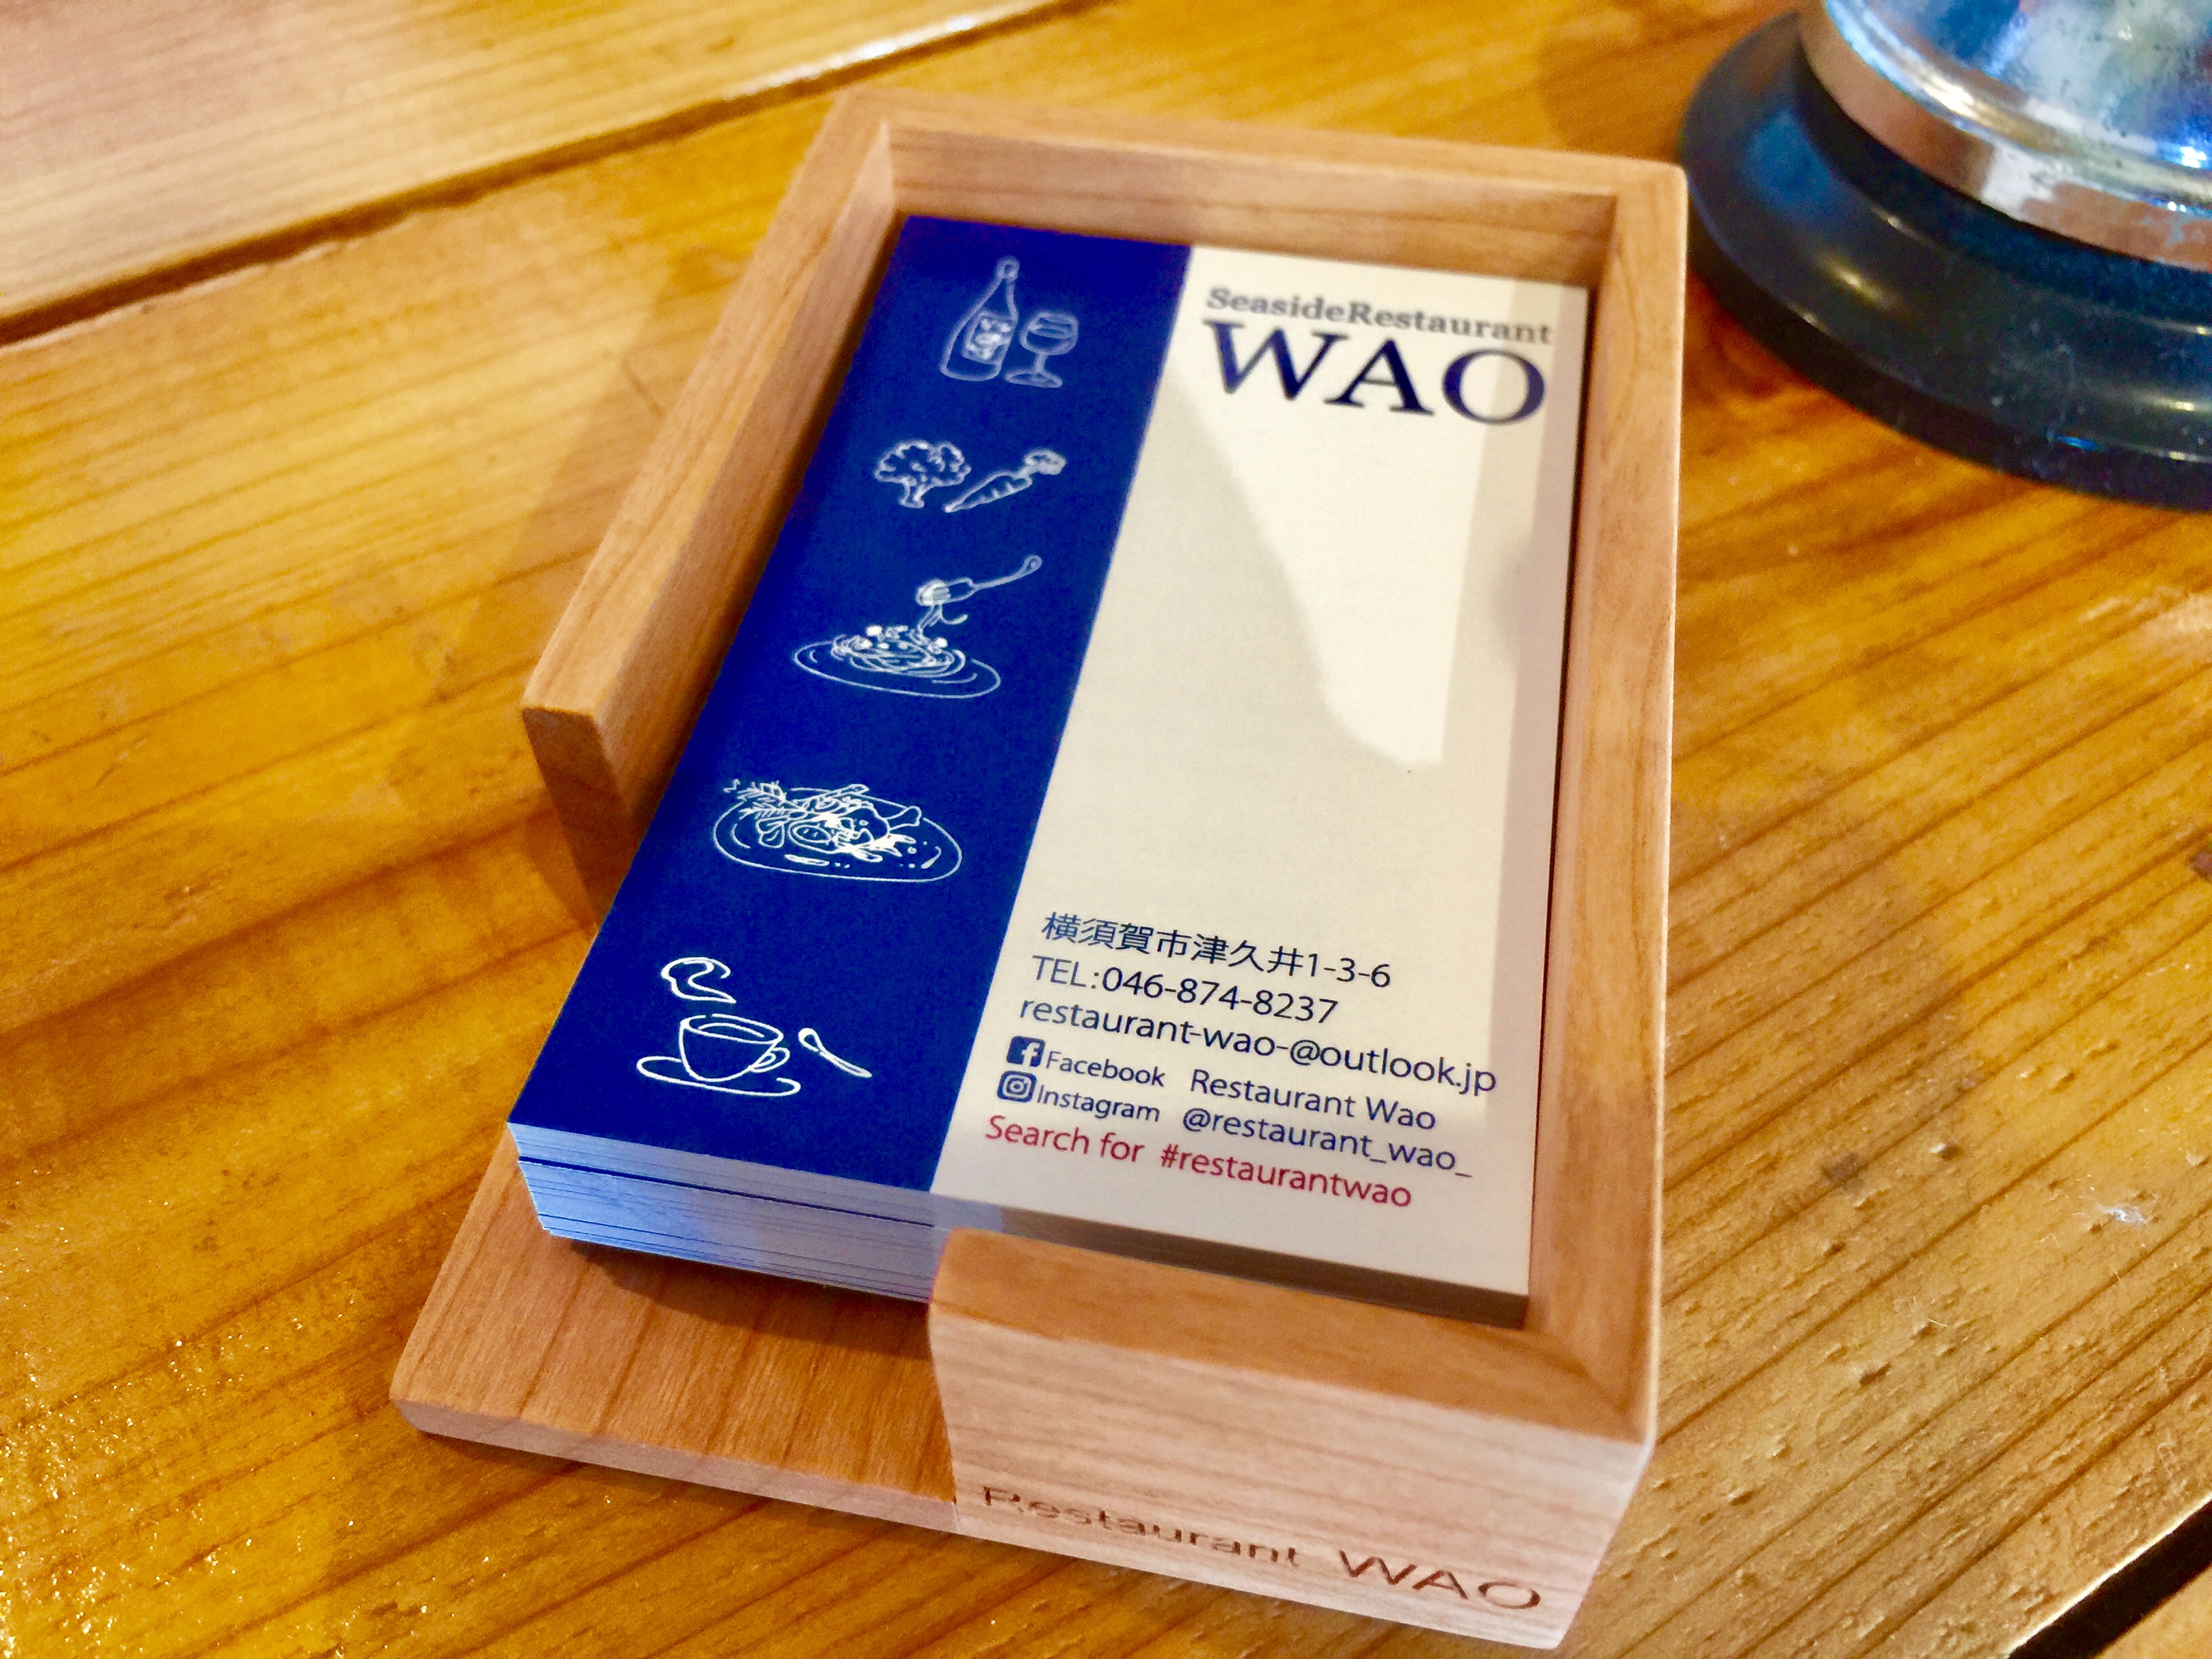 SeasideRestaurant
WAO
横須賀市津久井1-3-6
TEL:046-874-8237
restaurant-wao-@outlook.jp
Facebook Restaurant Wao
Instagram @restaurant_wao_
Search for #restaurantwao
Restaurant WAO